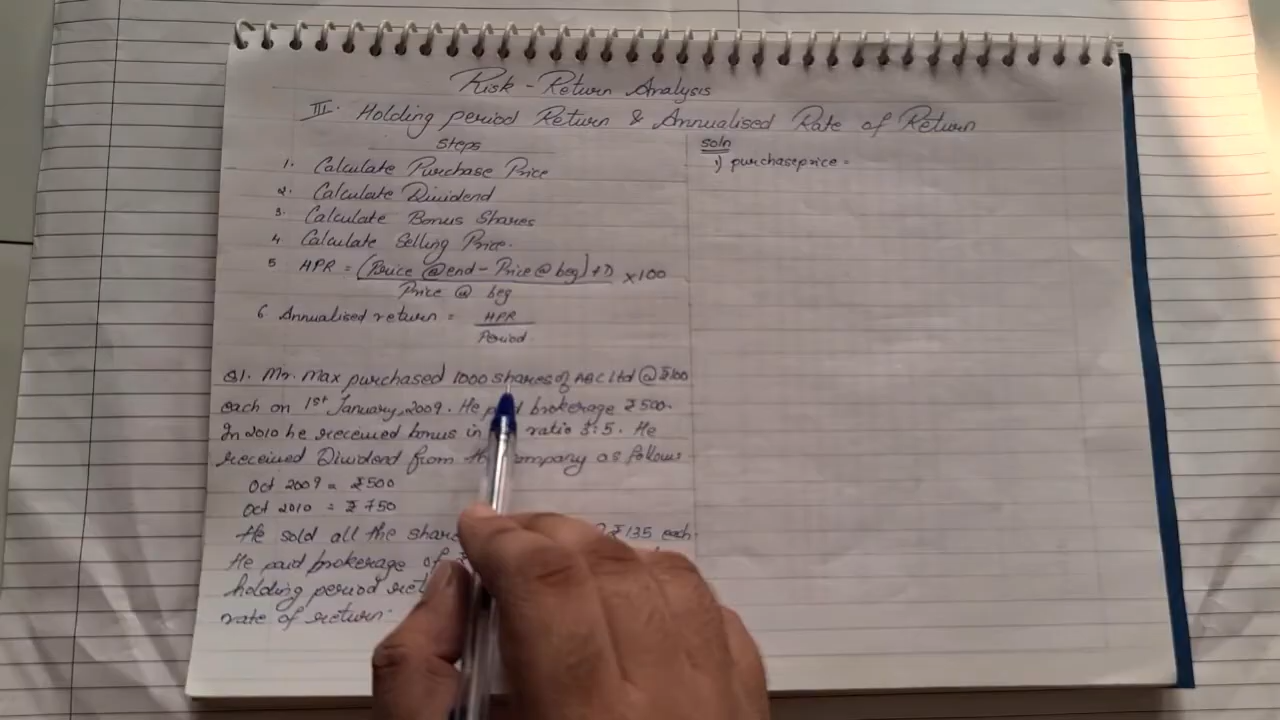 Risk - Return Analysis
III. Holding period Return & Annualised Rate of Return
Steps
1. Calculate Purchase Price
2. Calculate Dividend
3. Calculate Bonus Shares
4 Calculate Selling Price.
5 HPR = (Price @ end - Price @ beg) + D × 100
Price @ beg
6 Annualised return = HPR
Period
Q1. Mr. Max purchased 1000 shares of ABC Ltd @ ₹100
each on 1st January, 2009. He brokerage ₹500.
In 2010 he received bonus in ratio 3:5. He
received Dividend from company as follows
Oct 2009 = ₹500
Oct 2010 = ₹750
He sold all the ₹135 each.
He paid brokerage of
holding period
rate of return.
soln
1) purchase price =